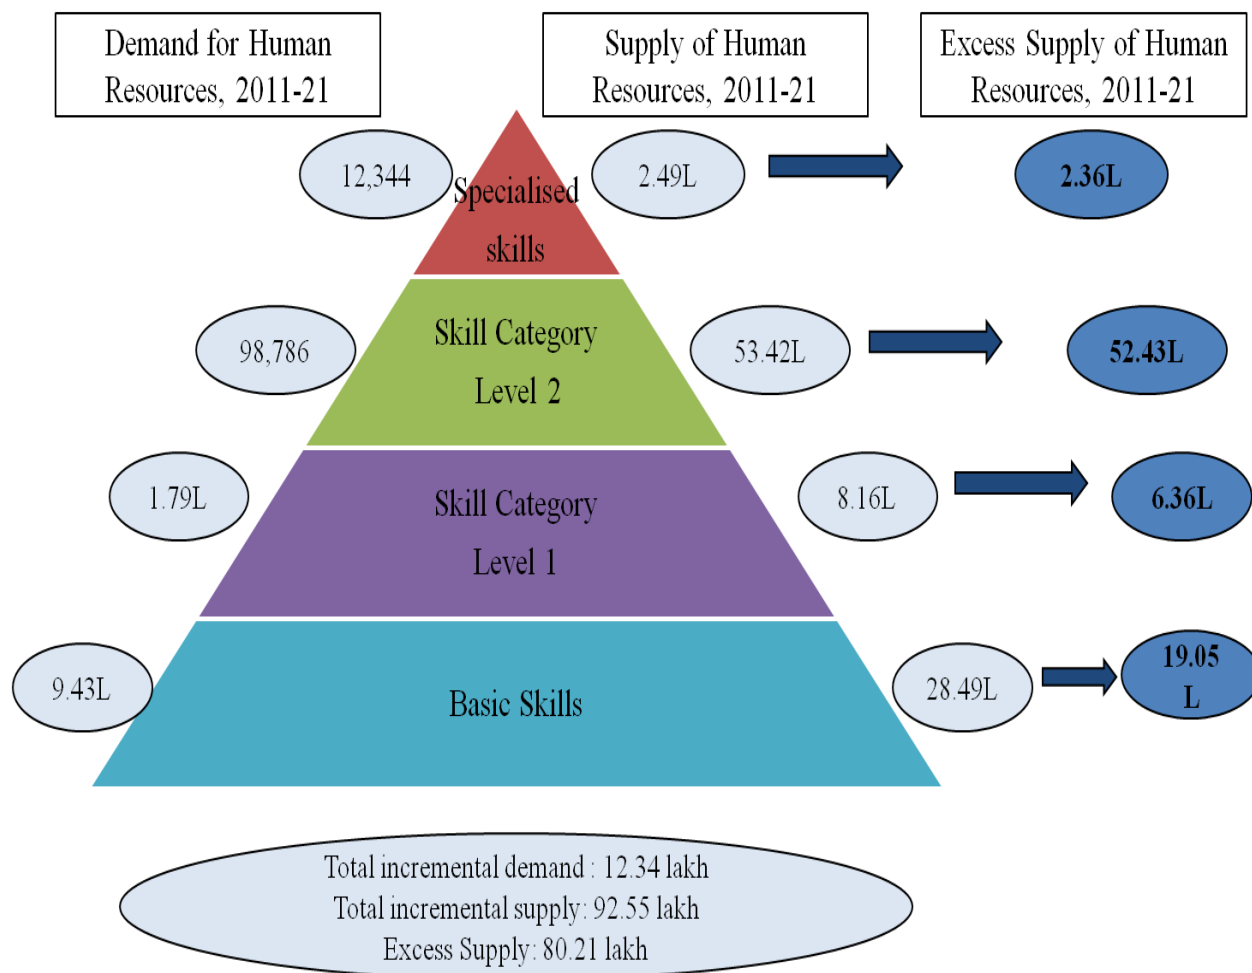 Demand for Human
Resources, 2011-21
Supply of Human
Resources, 2011-21
Excess Supply of Human
Resources, 2011-21
12,344
Specialised
skills
2.49L
2.36L
98,786
Skill Category
Level 2
53.42L
52.43L
1.79L
Skill Category
Level 1
8.16L
6.36L
9.43L
Basic Skills
28.49L
19.05
L
Total incremental demand : 12.34 lakh
Total incremental supply: 92.55 lakh
Excess Supply: 80.21 lakh